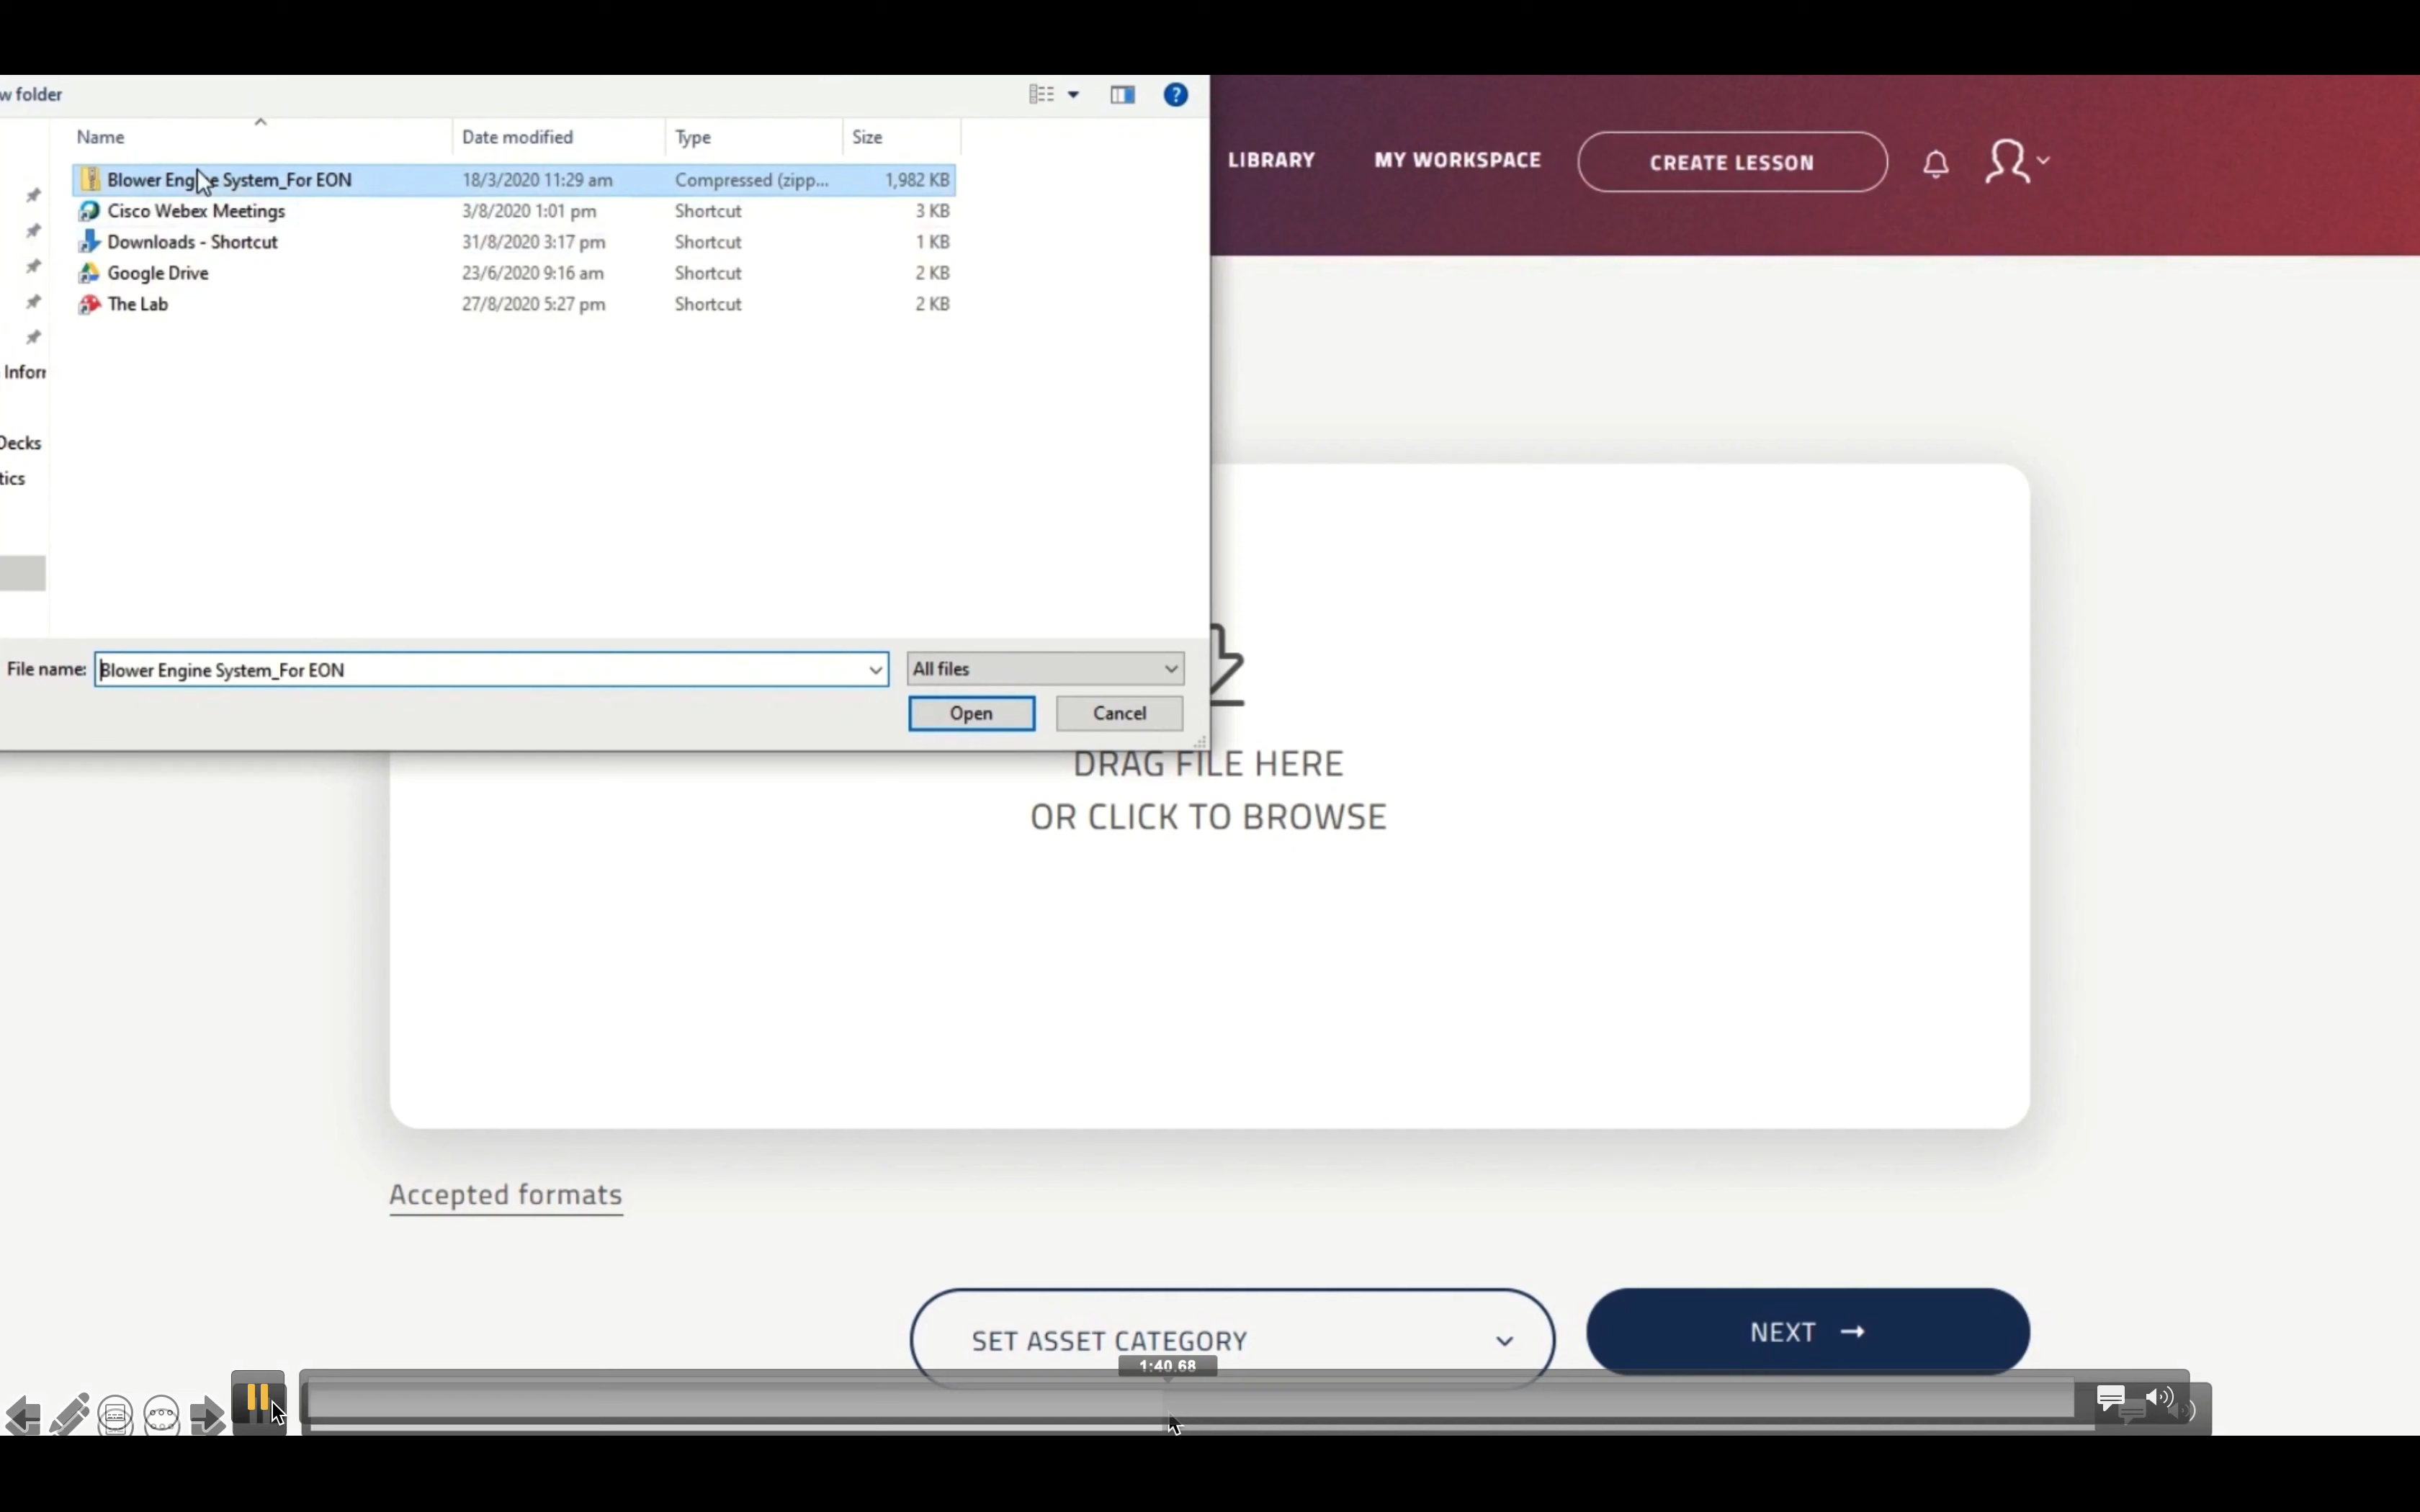 w folder
?
Name Date modified Type Size
Blower Engine System_For EON 18/3/2020 11:29 am Compressed (zipp... 1,982 KB
Cisco Webex Meetings 3/8/2020 1:01 pm Shortcut 3 KB
Downloads - Shortcut 31/8/2020 3:17 pm Shortcut 1 KB
Google Drive 23/6/2020 9:16 am Shortcut 2 KB
The Lab 27/8/2020 5:27 pm Shortcut 2 KB
Inforr
Decks
tics
File name: Blower Engine System_For EON All files
Open Cancel
LIBRARY MY WORKSPACE CREATE LESSON
DRAG FILE HERE
OR CLICK TO BROWSE
Accepted formats
SET ASSET CATEGORY NEXT →
1:40.68